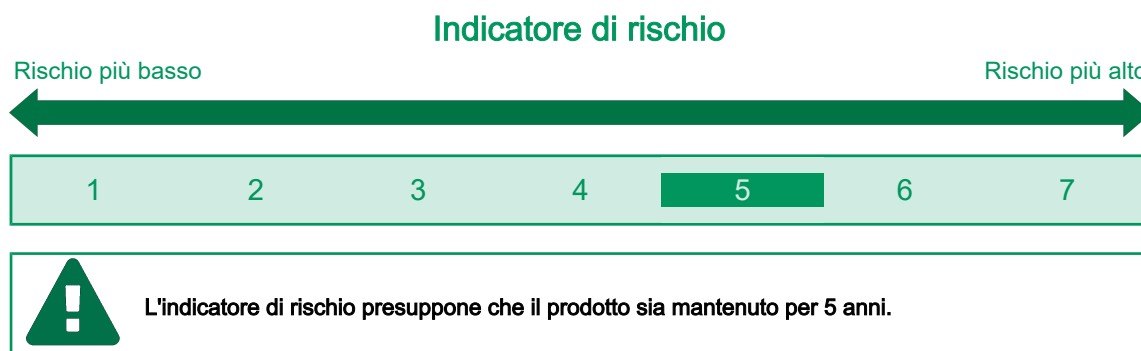 Indicatore di rischio
Rischio più basso Rischio più alto
1 2 3 4 5 6 7
L'indicatore di rischio presuppone che il prodotto sia mantenuto per 5 anni.